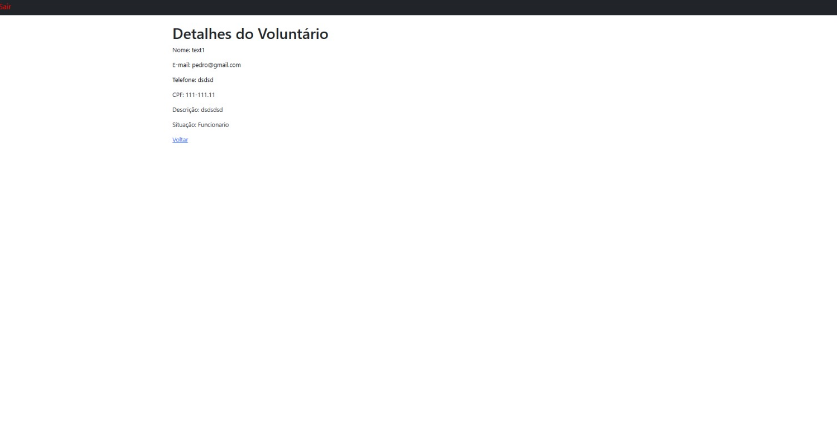 Sair
Detalhes do Voluntário
Nome: text1
E-mail: pedro@gmail.com
Telefone: dsdsd
CPF: 111-111.11
Descrição: dsdsdsd
Situação: Funcionario
Voltar